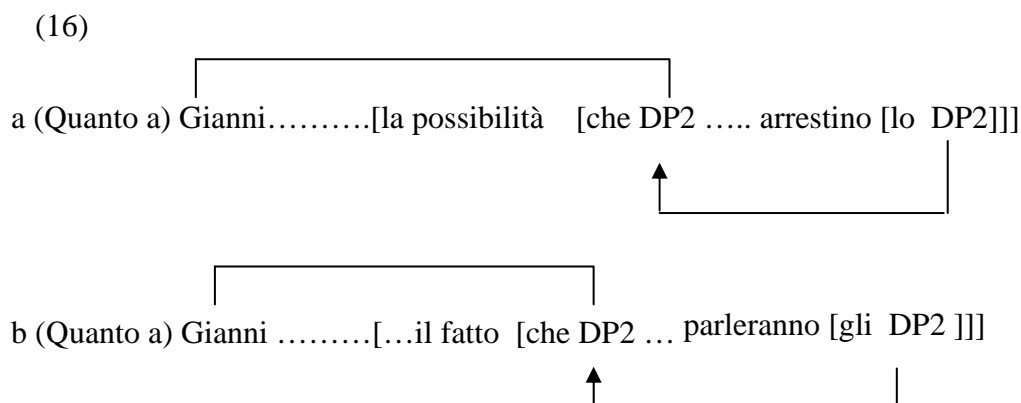 (16)
a (Quanto a) Gianni……….[la possibilità [che DP2 ….. arrestino [lo DP2]]]
b (Quanto a) Gianni ………[…il fatto [che DP2 … parleranno [gli DP2 ]]]